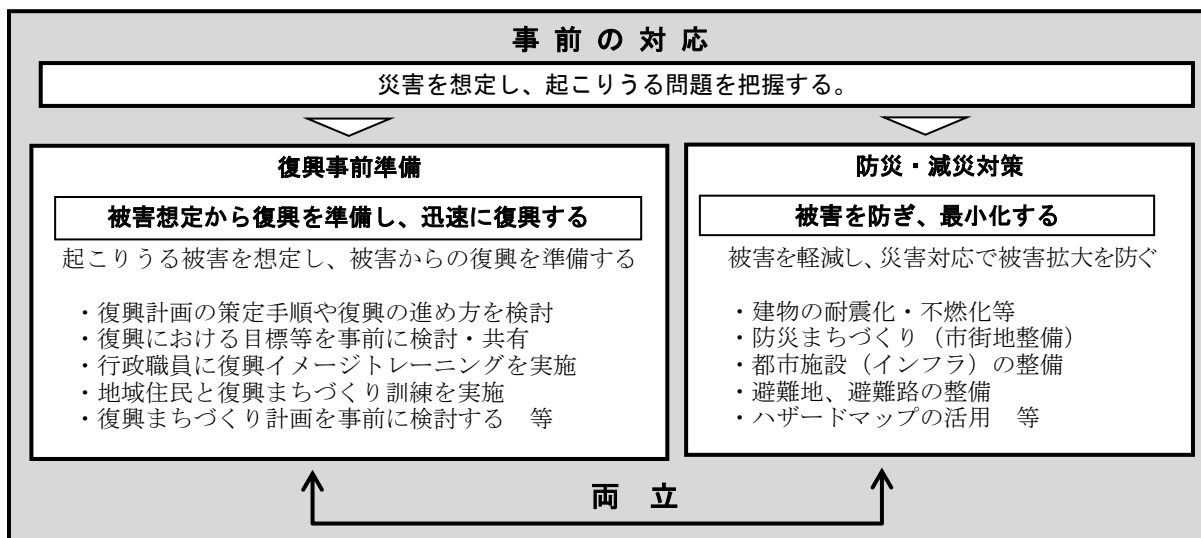 事前の対応
災害を想定し、起こりうる問題を把握する。
復興事前準備
被害想定から復興を準備し、迅速に復興する
起こりうる被害を想定し、被害からの復興を準備する
・復興計画の策定手順や復興の進め方を検討
・復興における目標等を事前に検討・共有
・行政職員に復興イメージトレーニングを実施
・地域住民と復興まちづくり訓練を実施
・復興まちづくり計画を事前に検討する　等
防災・減災対策
被害を防ぎ、最小化する
被害を軽減し、災害対応で被害拡大を防ぐ
・建物の耐震化・不燃化等
・防災まちづくり（市街地整備）
・都市施設（インフラ）の整備
・避難地、避難路の整備
・ハザードマップの活用　等
両　立